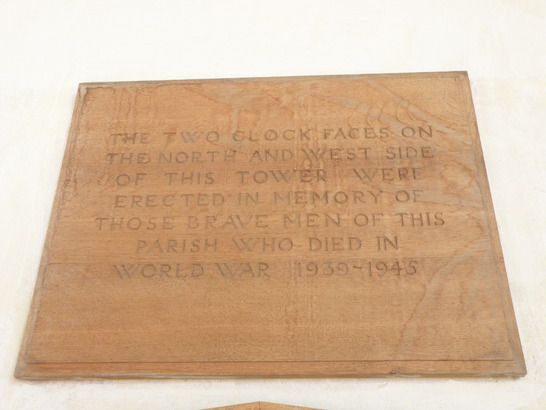 THE TWO CLOCK FACES ON
THE NORTH AND WEST SIDE
OF THIS TOWER WERE
ERECTED IN MEMORY OF
THOSE BRAVE MEN OF THIS
PARISH WHO DIED IN
WORLD WAR 1939~1945